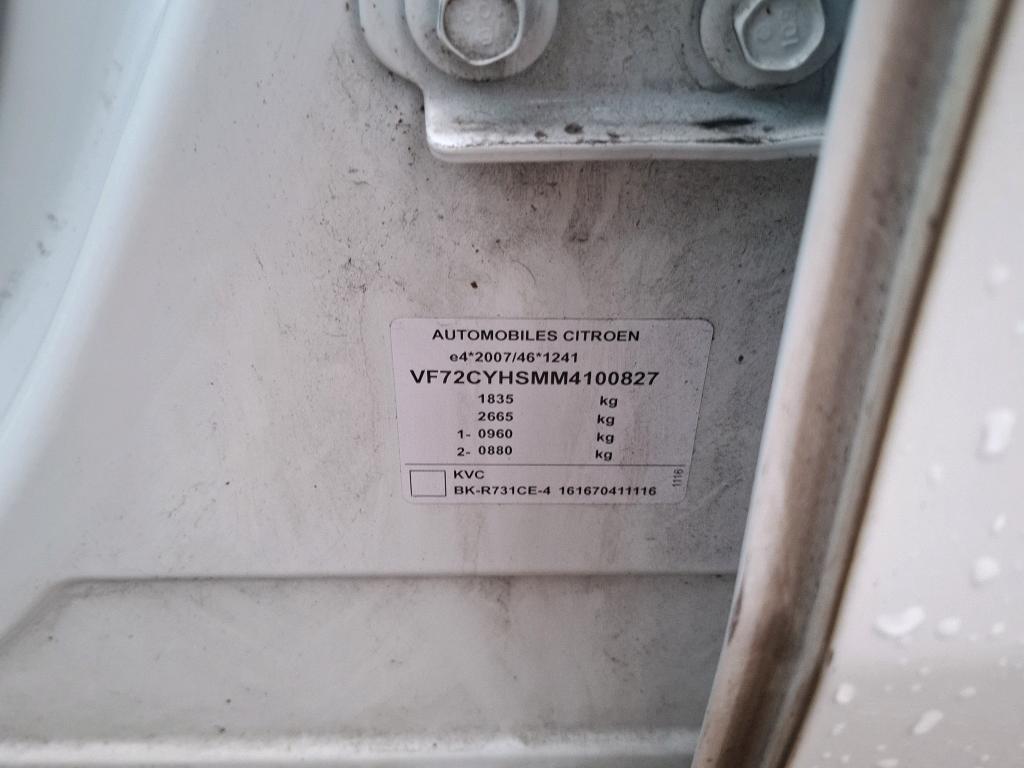 AUTOMOBILES CITROEN
e4*2007/46*1241
VF72CYHSMM4100827
1835 kg
2665 kg
1- 0960 kg
2- 0880 kg
KVC
BK-R731CE-4 161670411116
1116